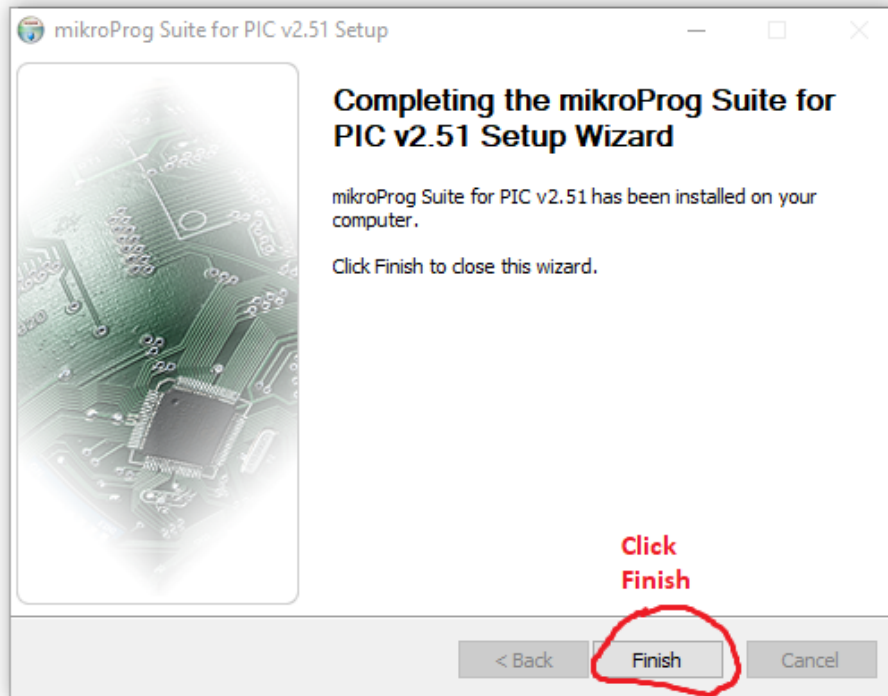 mikroProg Suite for PIC v2.51 Setup
Completing the mikroProg Suite for
PIC v2.51 Setup Wizard
mikroProg Suite for PIC v2.51 has been installed on your
computer.
Click Finish to close this wizard.
Click
Finish
< Back
Finish
Cancel